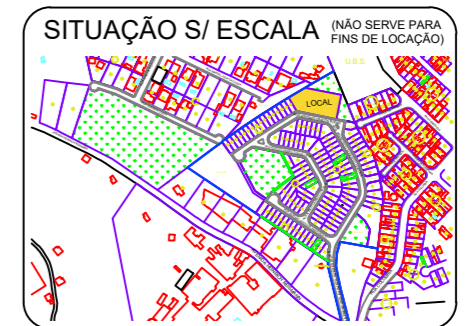 SITUAÇÃO S/ ESCALA (NÃO SERVE PARA
FINS DE LOCAÇÃO)
U.B.E.
LOCAL